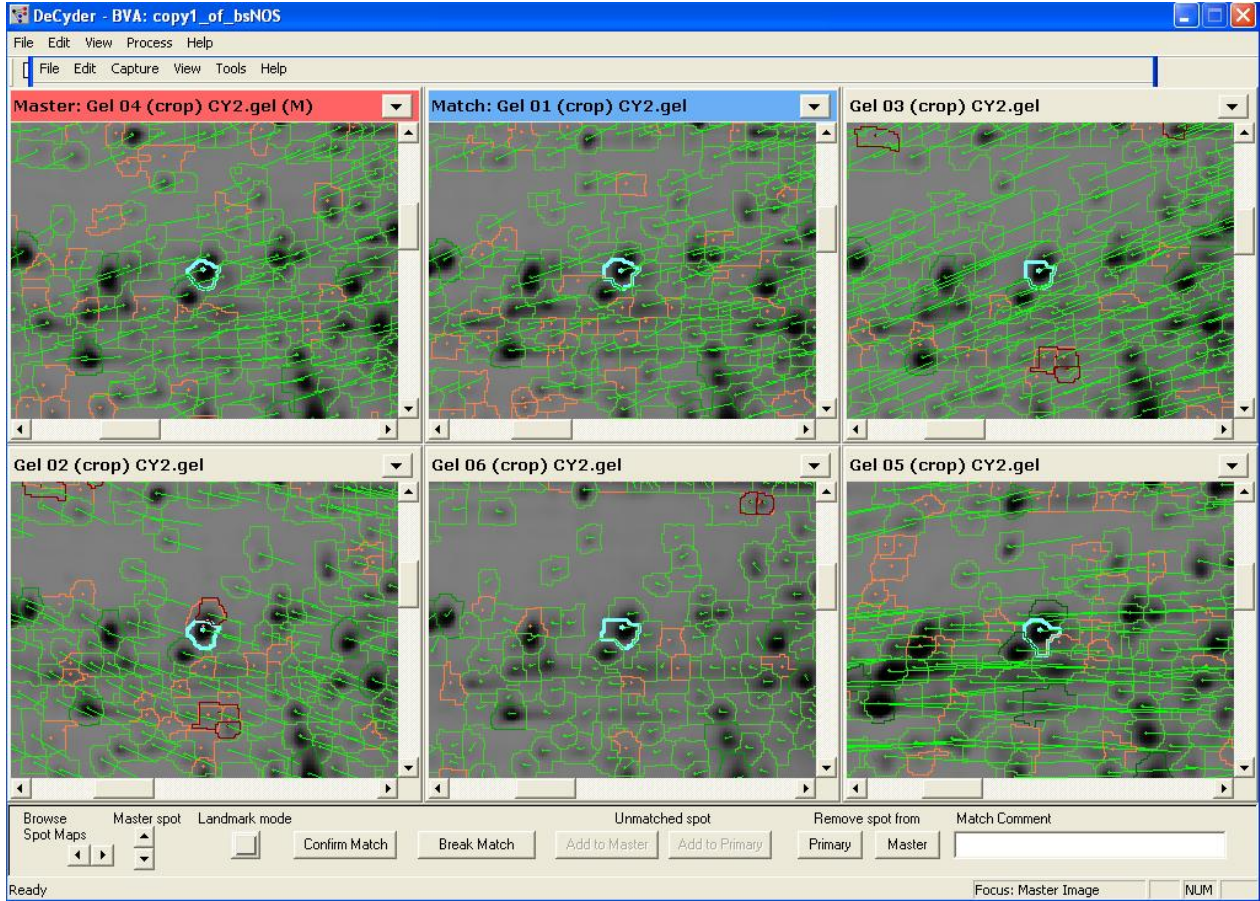 DeCyder - BVA: copy1_of_bsNOS
File Edit View Process Help
File Edit Capture View Tools Help
Master: Gel 04 (crop) CY2.gel (M)
Match: Gel 01 (crop) CY2.gel
Gel 03 (crop) CY2.gel
Gel 02 (crop) CY2.gel
Gel 06 (crop) CY2.gel
Gel 05 (crop) CY2.gel
Browse Spot Maps
Master spot
Landmark mode
Confirm Match
Break Match
Unmatched spot
Add to Master
Add to Primary
Remove spot from
Primary
Master
Match Comment
Ready
Focus: Master Image
NUM